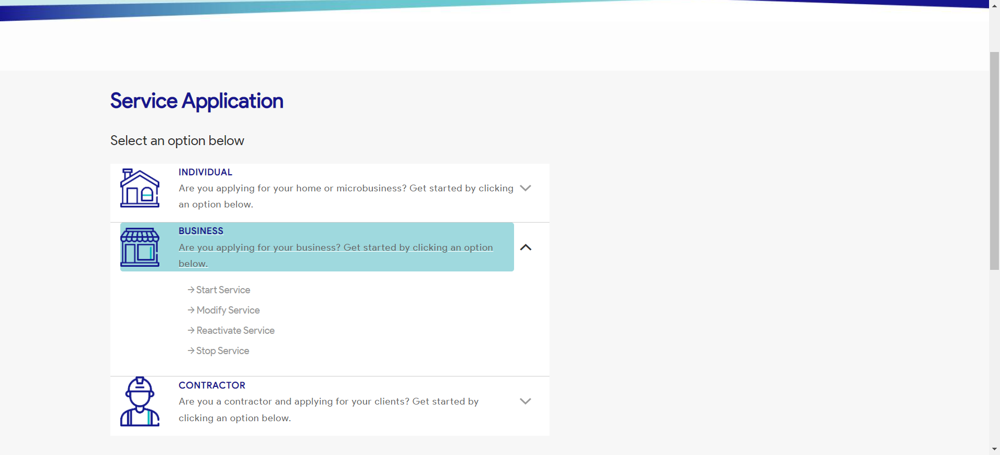 Service Application
Select an option below
INDIVIDUAL
Are you applying for your home or microbusiness? Get started by clicking
an option below.
BUSINESS
Are you applying for your business? Get started by clicking an option
below.
→ Start Service
→ Modify Service
→ Reactivate Service
→ Stop Service
CONTRACTOR
Are you a contractor and applying for your clients? Get started by
clicking an option below.